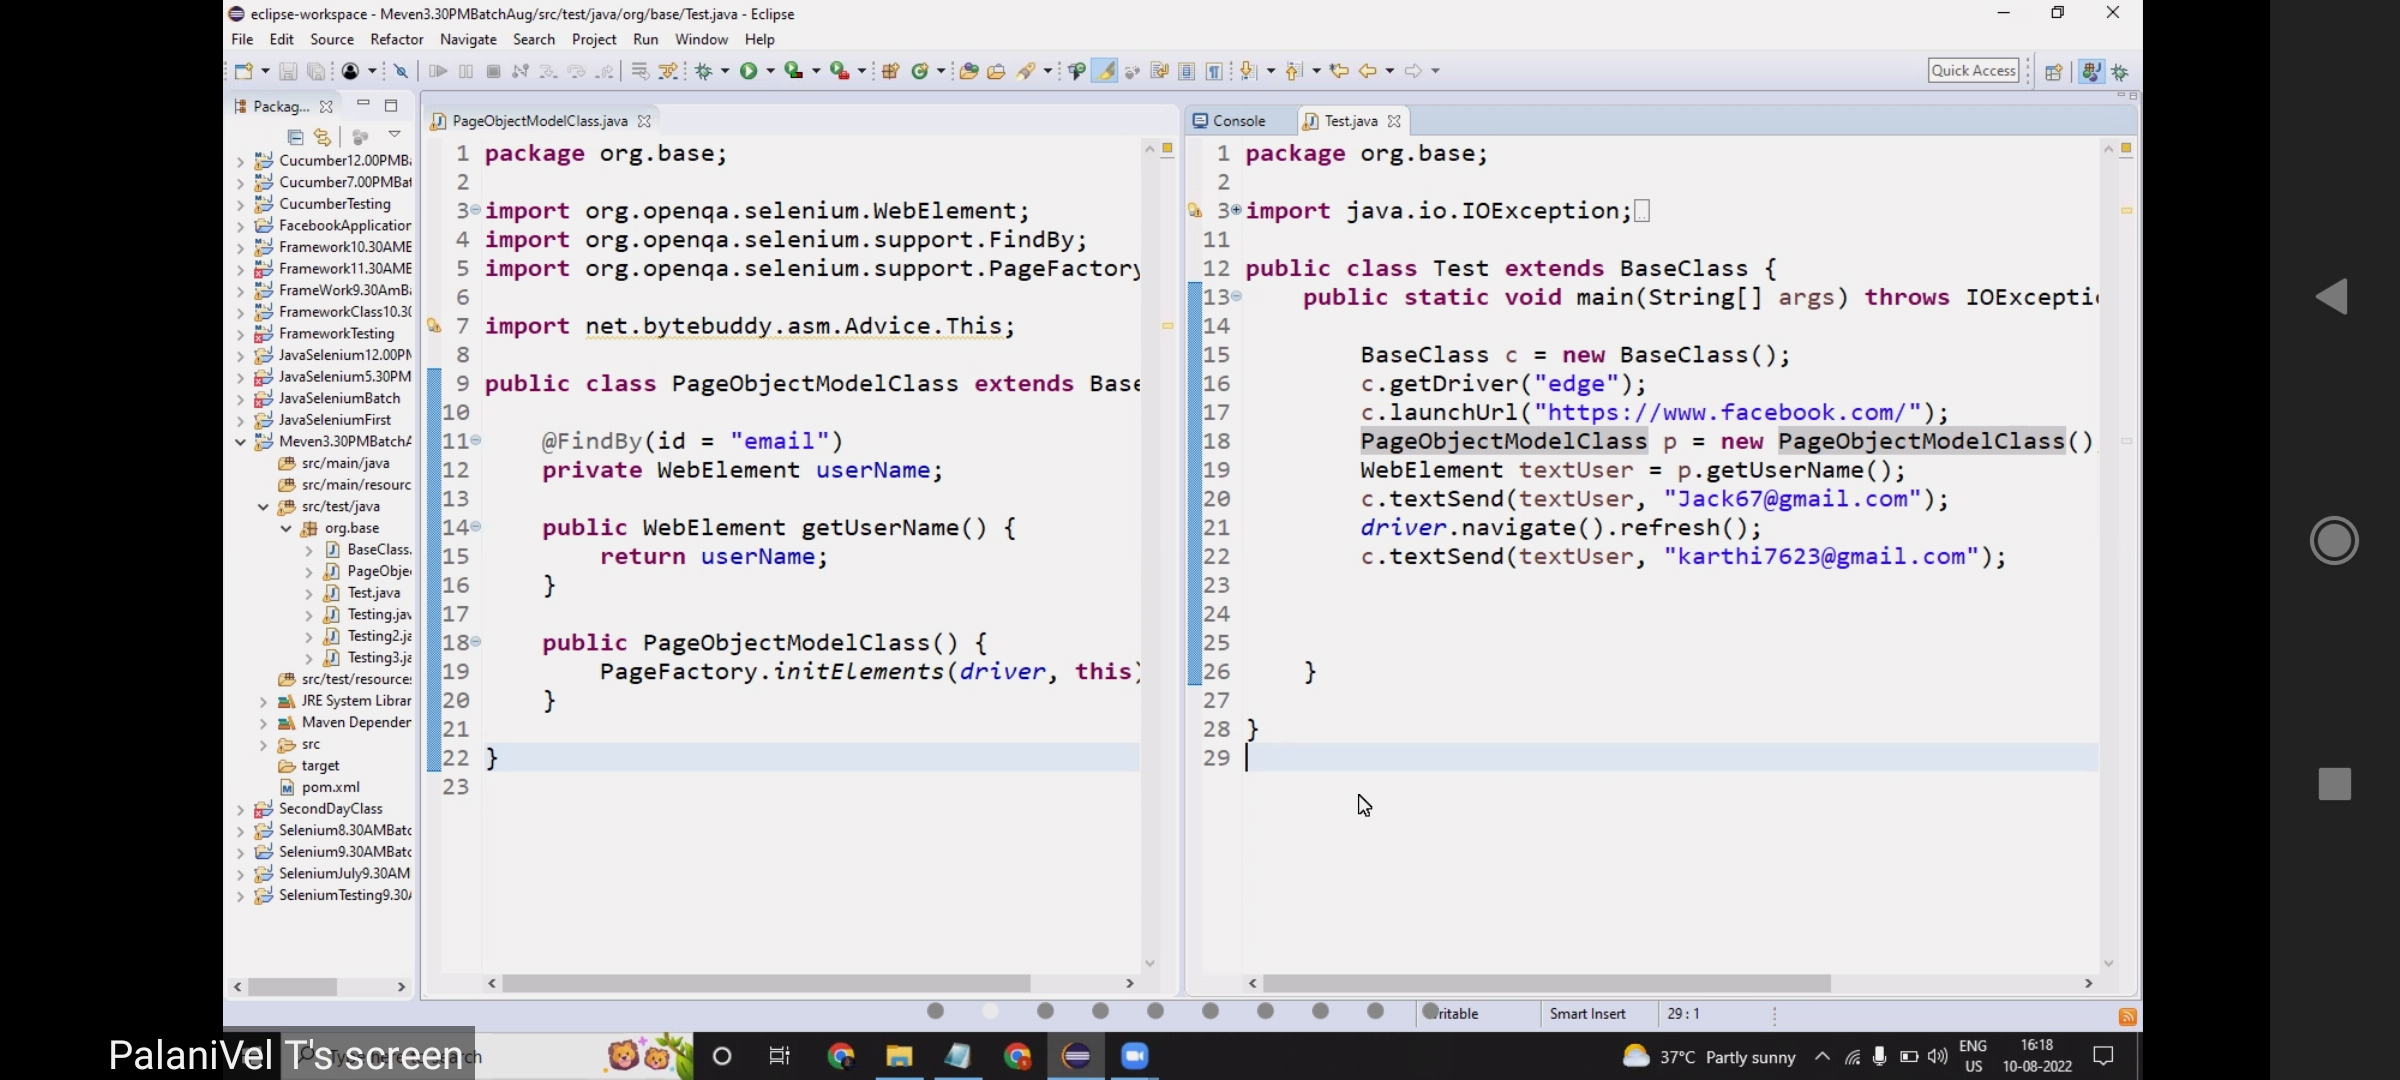 eclipse-workspace - Meven3.30PMBatchAug/src/test/java/org/base/Test.java - Eclipse
File Edit Source Refactor Navigate Search Project Run Window Help
Quick Access
Packag...
Cucumber12.00PMBa
Cucumber7.00PMBat
CucumberTesting
FacebookApplication
Framework10.30AME
Framework11.30AME
FrameWork9.30AmBa
FrameworkClass10.30
FrameworkTesting
JavaSelenium12.00PM
JavaSelenium5.30PM
JavaSeleniumBatch
JavaSeleniumFirst
Meven3.30PMBatchA
src/main/java
src/main/resourc
src/test/java
org.base
BaseClass.
PageObje
Test.java
Testing.jav
Testing2.ja
Testing3.ja
src/test/resources
JRE System Librar
Maven Depender
src
target
pom.xml
SecondDayClass
Selenium8.30AMBatc
Selenium9.30AMBatc
SeleniumJuly9.30AM
SeleniumTesting9.30A
PageObjectModelClass.java
1 package org.base;
2
3 import org.openqa.selenium.WebElement;
4 import org.openqa.selenium.support.FindBy;
5 import org.openqa.selenium.support.PageFactory
6
7 import net.bytebuddy.asm.Advice.This;
8
9 public class PageObjectModelClass extends Base
10
11 @FindBy(id = "email")
12 private WebElement userName;
13
14 public WebElement getUserName() {
15 return userName;
16 }
17
18 public PageObjectModelClass() {
19 PageFactory.initElements(driver, this)
20 }
21
22 }
23
Console Test.java
1 package org.base;
2
3 import java.io.IOException;
11
12 public class Test extends BaseClass {
13 public static void main(String[] args) throws IOExcepti
14
15 BaseClass c = new BaseClass();
16 c.getDriver("edge");
17 c.launchUrl("https://www.facebook.com/");
18 PageObjectModelClass p = new PageObjectModelClass()
19 WebElement textUser = p.getUserName();
20 c.textSend(textUser, "Jack67@gmail.com");
21 driver.navigate().refresh();
22 c.textSend(textUser, "karthi7623@gmail.com");
23
24
25
26 }
27
28 }
29
Smart Insert 29 : 1
PalaniVel T's screen
37°C Partly sunny
ENG
US
16:18
10-08-2022